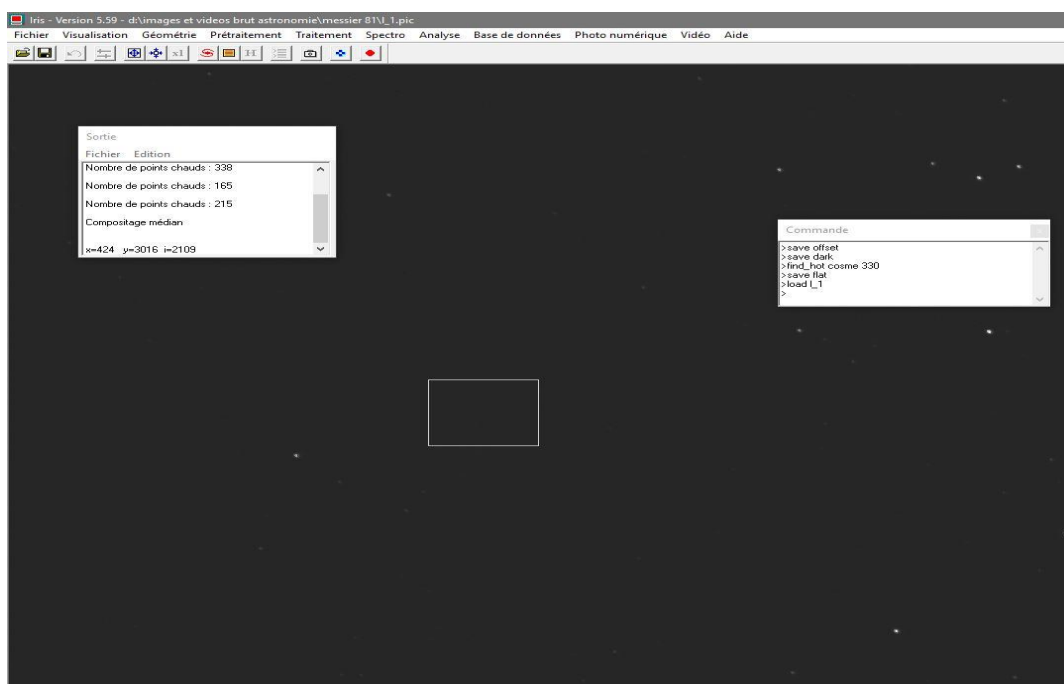 Iris - Version 5.59 - d:\images et videos brut astronomie\messier 81\l_1.pic
Fichier Visualisation Géométrie Prétraitement Traitement Spectro Analyse Base de données Photo numérique Vidéo Aide
x1
Sortie
Fichier Edition
Nombre de points chauds : 338
Nombre de points chauds : 165
Nombre de points chauds : 215
Compositage médian
x=424 y=3016 i=2109
Commande
>save offset
>save dark
>find_hot cosme 330
>save flat
>load l_1
>